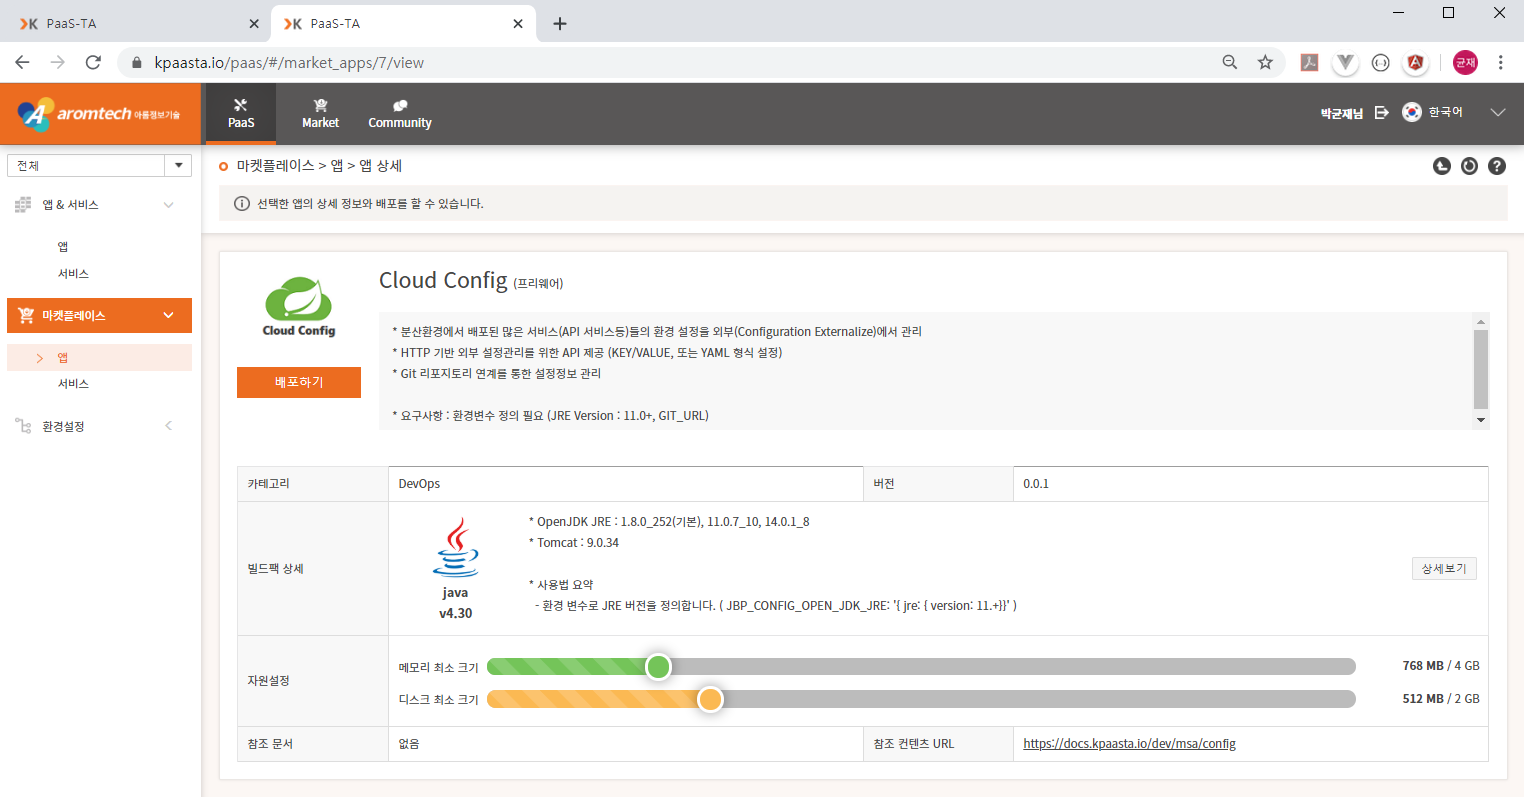 PaaS-TA
PaaS-TA
kpaasta.io/paas/#/market_apps/7/view
균재
aromtech 아롬정보기술
PaaS
Market
Community
박균재님
한국어
전체
앱 & 서비스
앱
서비스
마켓플레이스
앱
서비스
환경설정
마켓플레이스 > 앱 > 앱 상세
선택한 앱의 상세 정보와 배포를 할 수 있습니다.
Cloud Config
배포하기
Cloud Config (프리웨어)
* 분산환경에서 배포된 많은 서비스(API 서비스등)들의 환경 설정을 외부(Configuration Externalize)에서 관리
* HTTP 기반 외부 설정관리를 위한 API 제공 (KEY/VALUE, 또는 YAML 형식 설정)
* Git 리포지토리 연계를 통한 설정정보 관리
* 요구사항 : 환경변수 정의 필요 (JRE Version : 11.0+, GIT_URL)
카테고리
DevOps
버전
0.0.1
빌드팩 상세
java
v4.30
* OpenJDK JRE : 1.8.0_252(기본), 11.0.7_10, 14.0.1_8
* Tomcat : 9.0.34
* 사용법 요약
- 환경 변수로 JRE 버전을 정의합니다. ( JBP_CONFIG_OPEN_JDK_JRE: '{ jre: { version: 11.+}}' )
상세보기
자원설정
메모리 최소 크기
768 MB / 4 GB
디스크 최소 크기
512 MB / 2 GB
참조 문서
없음
참조 컨텐츠 URL
https://docs.kpaasta.io/dev/msa/config